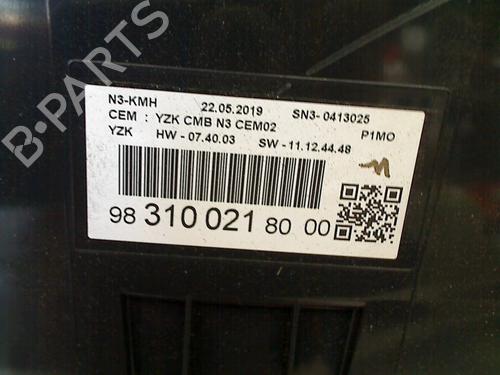 N3-KMH 22.05.2019 SN3- 0413025
CEM : YZK CMB N3 CEM02 P1MO
YZK HW - 07.40.03 SW - 11.12.44.48
98 310 021 80 00
B-PARTS